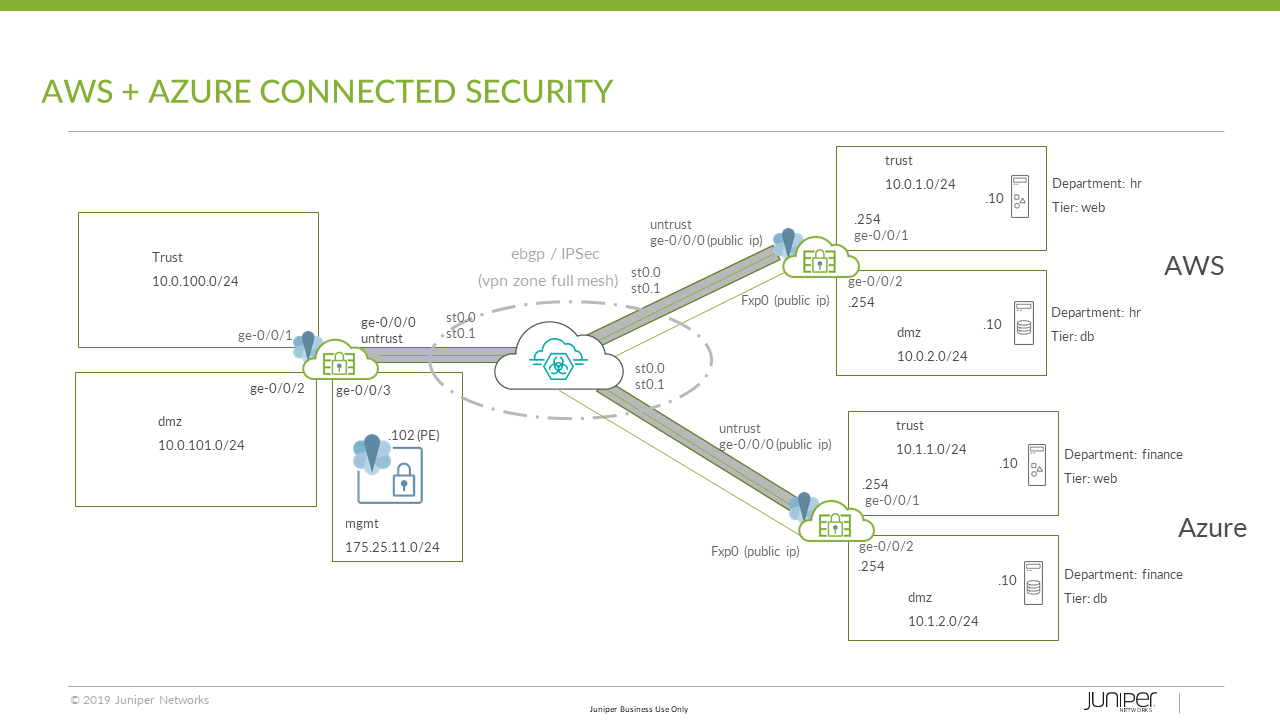 AWS + AZURE CONNECTED SECURITY
Trust
10.0.100.0/24
ge-0/0/1
dmz
10.0.101.0/24
ge-0/0/2
ge-0/0/0
untrust
ge-0/0/3
.102 (PE)
mgmt
175.25.11.0/24
st0.0
st0.1
ebgp / IPSec
(vpn zone full mesh)
st0.0
st0.1
st0.0
st0.1
untrust
ge-0/0/0 (public ip)
Fxp0 (public ip)
trust
10.0.1.0/24
.10
.254
ge-0/0/1
Department: hr
Tier: web
AWS
ge-0/0/2
.254
.10
dmz
10.0.2.0/24
Department: hr
Tier: db
untrust
ge-0/0/0 (public ip)
Fxp0 (public ip)
trust
10.1.1.0/24
.10
.254
ge-0/0/1
Department: finance
Tier: web
Azure
ge-0/0/2
.254
.10
dmz
10.1.2.0/24
Department: finance
Tier: db
© 2019 Juniper Networks
Juniper Business Use Only
JUNIPER
NETWORKS